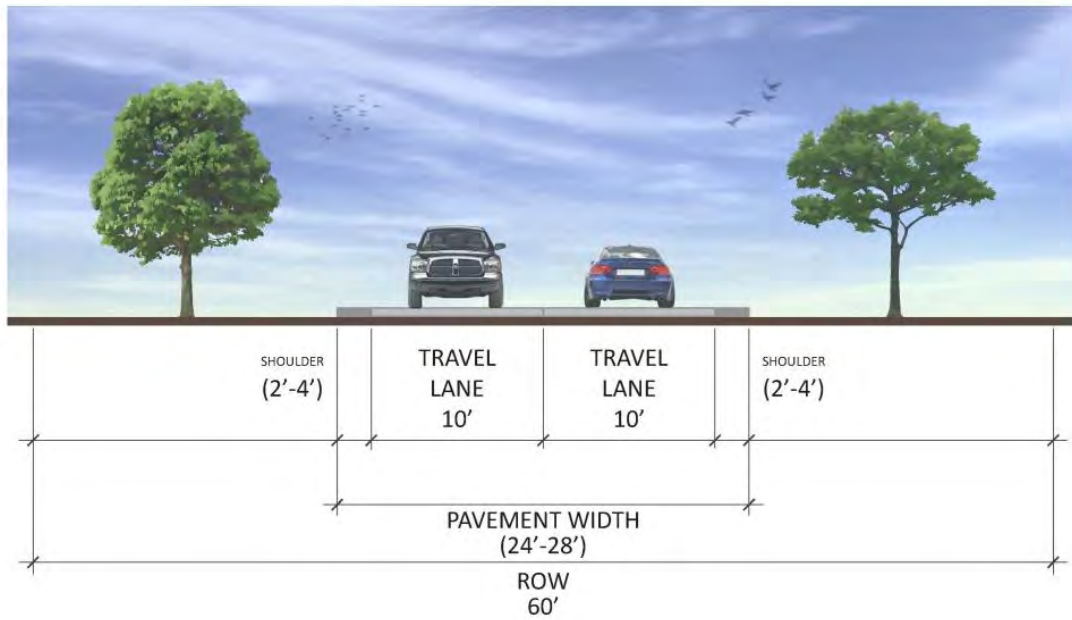 SHOULDER
(2’-4’)
TRAVEL
LANE
10’
TRAVEL
LANE
10’
SHOULDER
(2’-4’)
PAVEMENT WIDTH
(24’-28’)
ROW
60’